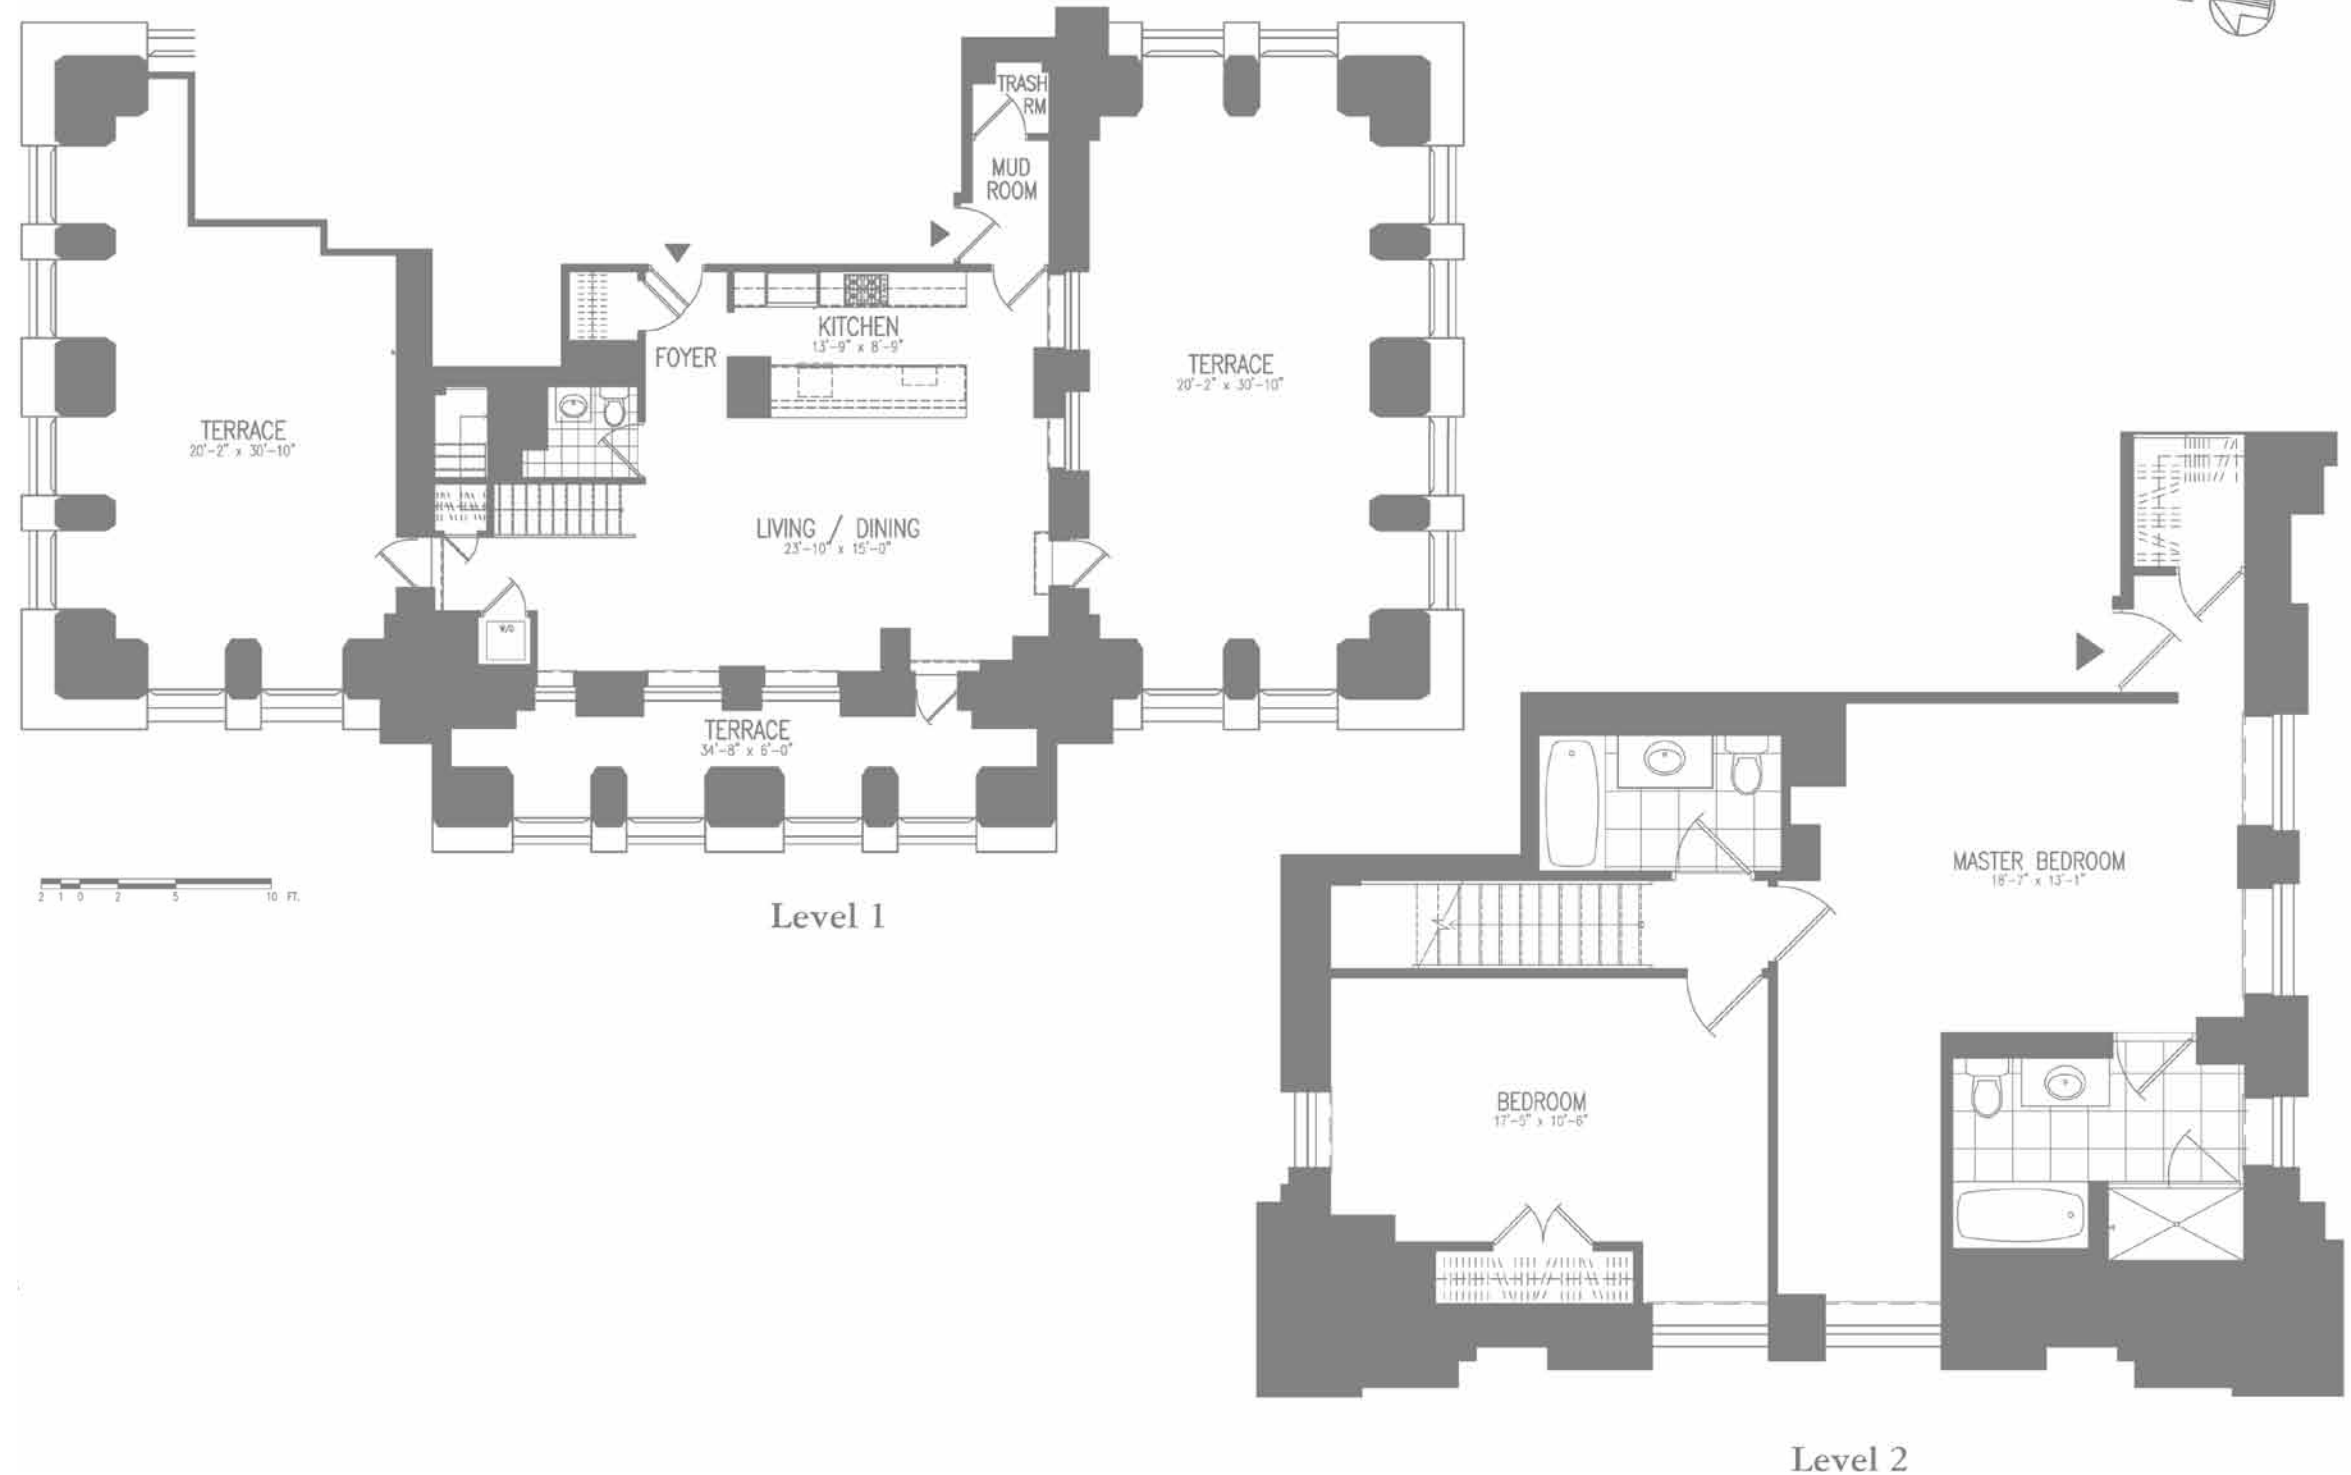 TRASH
RM
MUD
ROOM
KITCHEN
13'-9" x 8'-9"
FOYER
TERRACE
20'-2" x 30'-10"
TERRACE
20'-2" x 30'-10"
LIVING / DINING
23'-10" x 15'-0"
W/D
TERRACE
34'-8" x 6'-0"
2 1 0 2 5 10 FT.
Level 1
MASTER BEDROOM
18'-7" x 13'-1"
BEDROOM
17'-5" x 10'-6"
Level 2